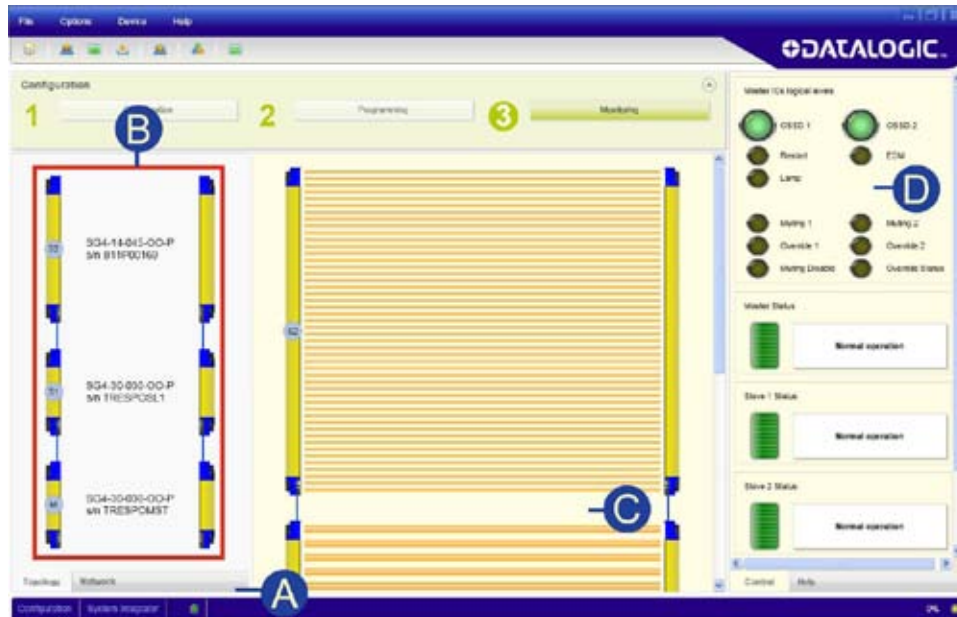 File Options Device Help
DATALOGIC
Configuration
1
2 Programming
3 Monitoring
B
S2
SG4-14-045-OO-P
s/n B11P00160
S1
SG4-30-030-OO-P
s/n TRESPOSL1
M
SG4-30-030-OO-P
s/n TRESPOMST
S2
C
Topology Network
A
Master IOs logical levels
OSSD 1 OSSD 2
Restart EDM
Lamp
D
Muting 1 Muting 2
Override 1 Override 2
Muting Disable Override Status
Master Status
Normal operation
Slave 1 Status
Normal operation
Slave 2 Status
Normal operation
Control Help
Configuration System Integrator